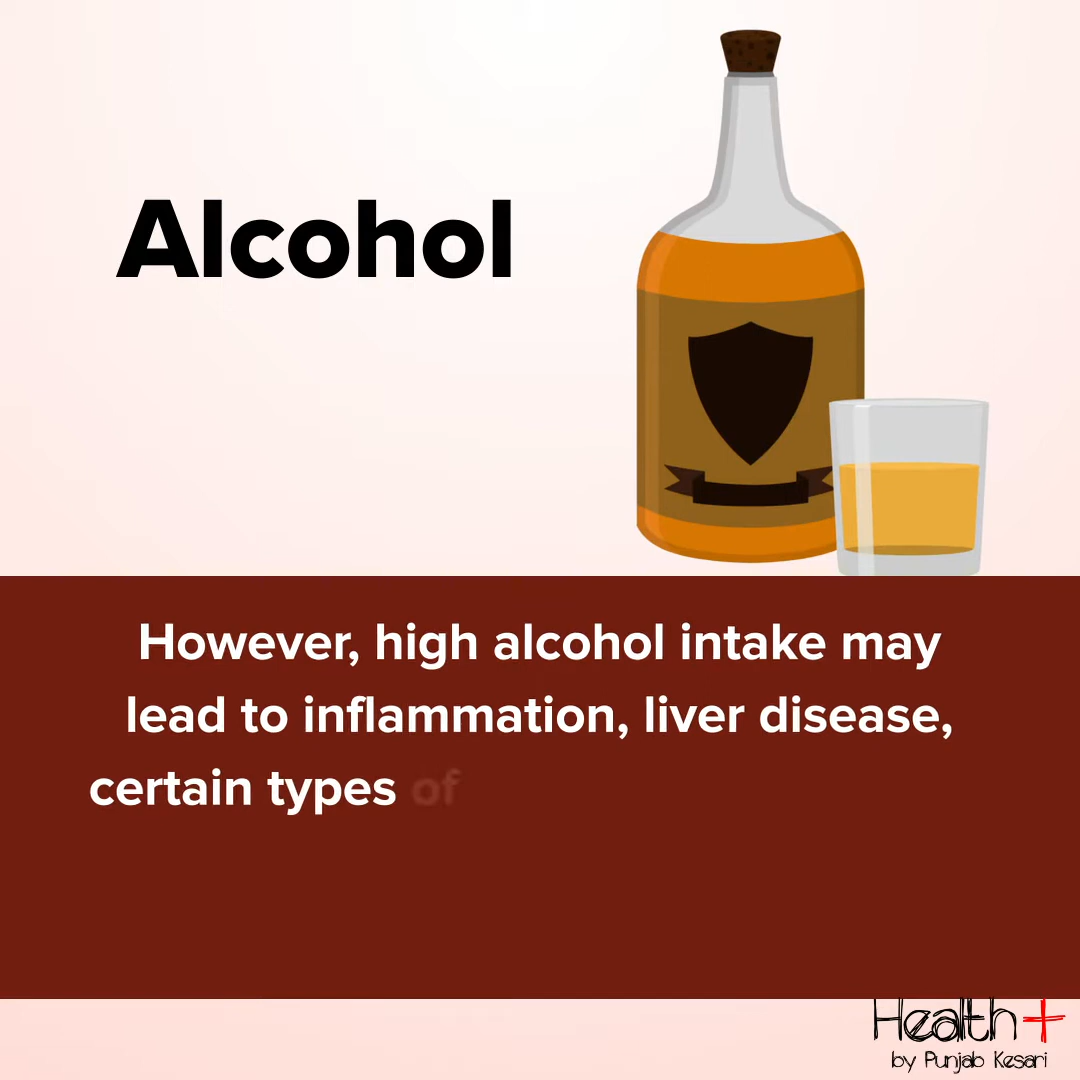 Alcohol
However, high alcohol intake may
lead to inflammation, liver disease,
certain types of
Health+
by Punjab Kesari